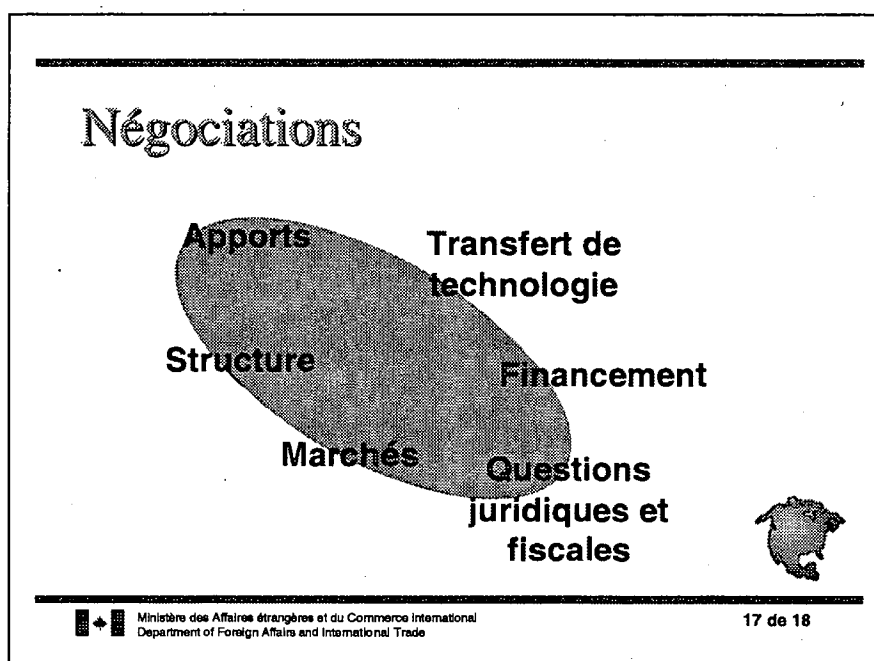 Négociations
Apports
Transfert de
technologie
Structure
Financement
Marchés
Questions
juridiques et
fiscales
Ministère des Affaires étrangères et du Commerce international
Department of Foreign Affairs and International Trade
17 de 18